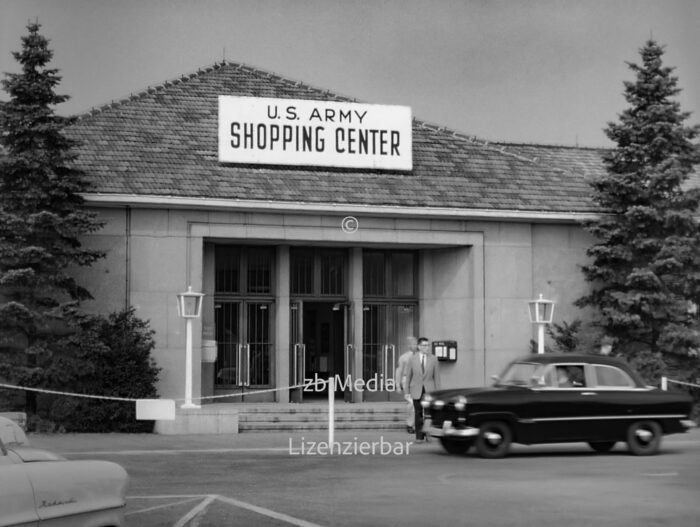 U.S. ARMY
SHOPPING CENTER
©
zb Media
Lizenzierbar